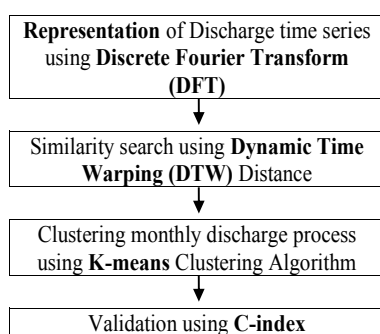 Representation of Discharge time series
using Discrete Fourier Transform
(DFT)
Similarity search using Dynamic Time
Warping (DTW) Distance
Clustering monthly discharge process
using K-means Clustering Algorithm
Validation using C-index